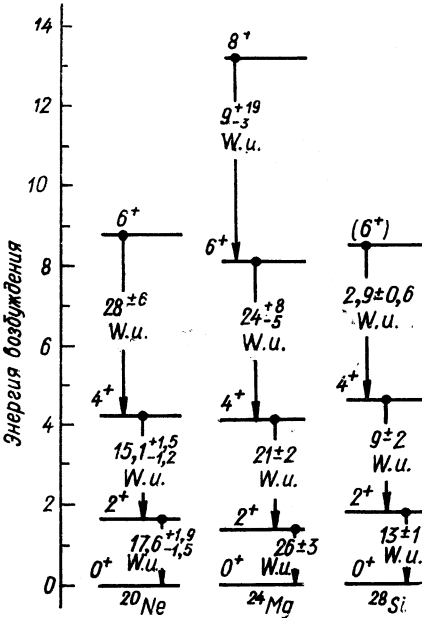 Энергия возбуждения
14
12
10
8
6
4
2
0
6⁺
28±6
W.u.
4⁺
15,1+1,5-1,2
W.u.
2⁺
17,6+1,9-1,5
W.u.
0⁺
²⁰Ne
8⁺
9+19-3
W.u.
6⁺
24+8-5
W.u.
4⁺
21±2
W.u.
2⁺
26±3
W.u.
0⁺
²⁴Mg
(6⁺)
2,9±0,6
W.u.
4⁺
9±2
W.u.
2⁺
13±1
W.u.
0⁺
²⁸Si